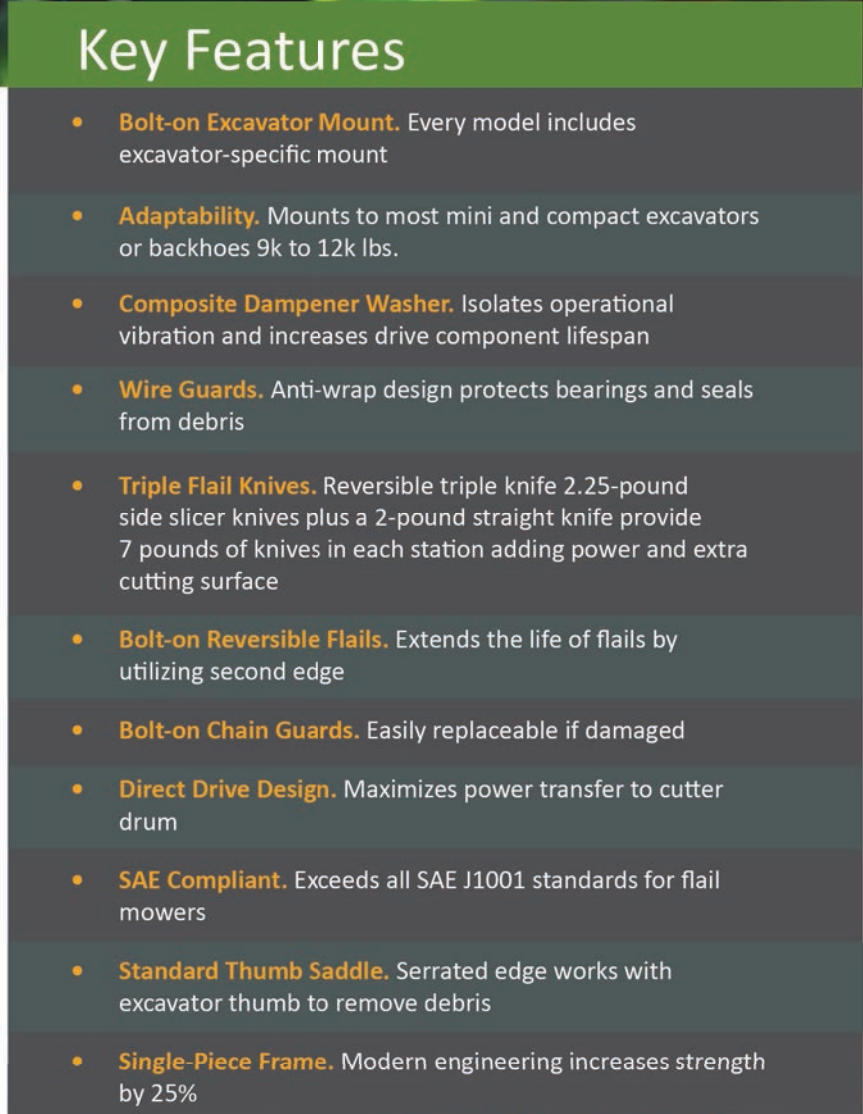 Key Features
• Bolt-on Excavator Mount. Every model includes
excavator-specific mount
• Adaptability. Mounts to most mini and compact excavators
or backhoes 9k to 12k lbs.
• Composite Dampener Washer. Isolates operational
vibration and increases drive component lifespan
• Wire Guards. Anti-wrap design protects bearings and seals
from debris
• Triple Flail Knives. Reversible triple knife 2.25-pound
side slicer knives plus a 2-pound straight knife provide
7 pounds of knives in each station adding power and extra
cutting surface
• Bolt-on Reversible Flails. Extends the life of flails by
utilizing second edge
• Bolt-on Chain Guards. Easily replaceable if damaged
• Direct Drive Design. Maximizes power transfer to cutter
drum
• SAE Compliant. Exceeds all SAE J1001 standards for flail
mowers
• Standard Thumb Saddle. Serrated edge works with
excavator thumb to remove debris
• Single-Piece Frame. Modern engineering increases strength
by 25%